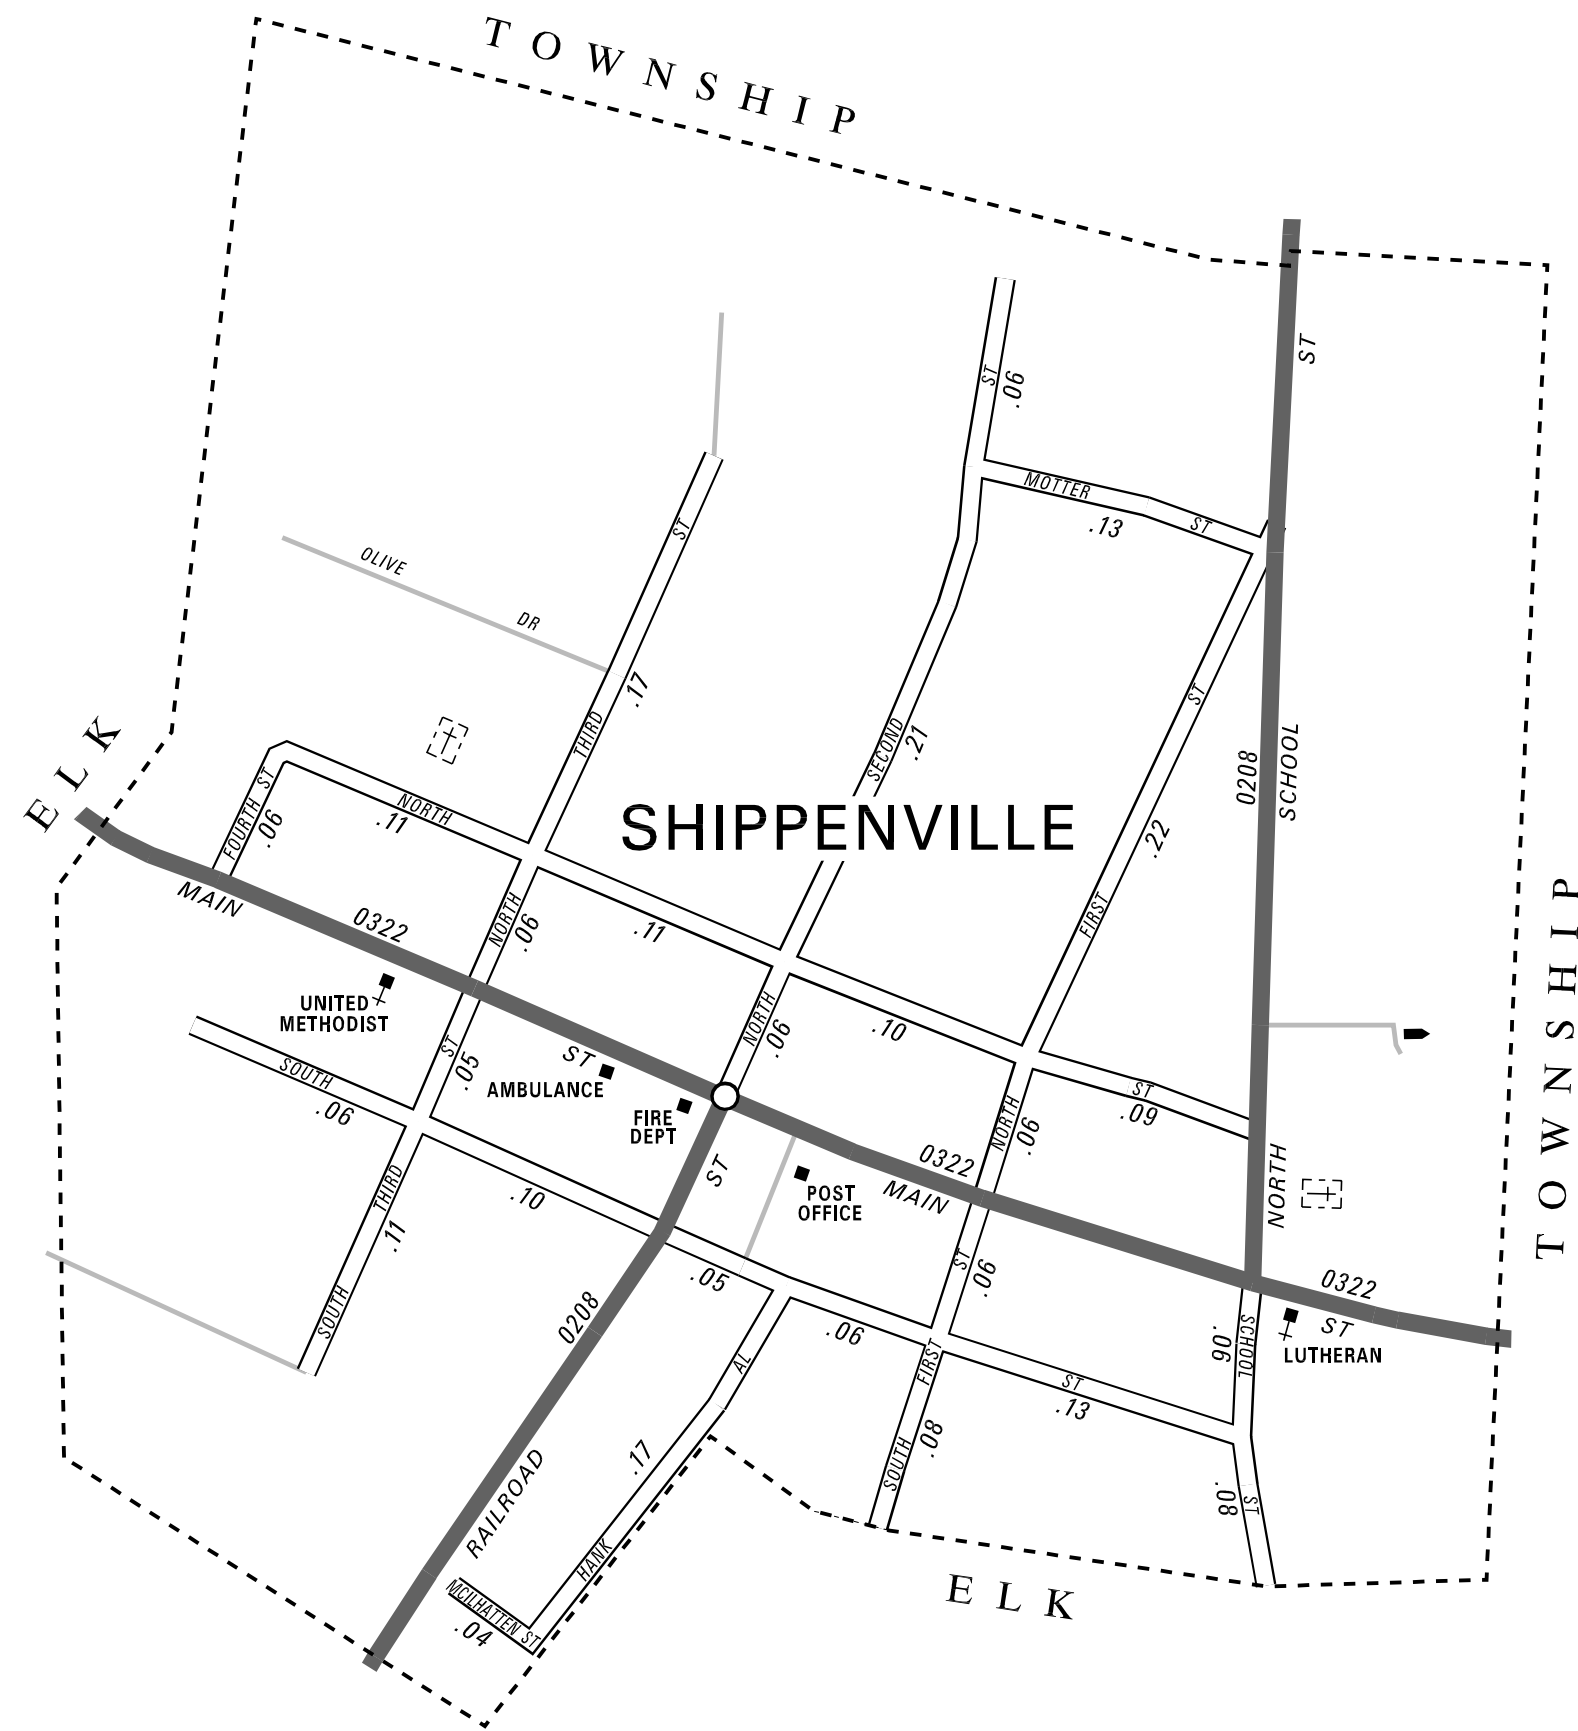 TOWNSHIP
ST
ST
.06
MOTTER
.13
ST
ST
OLIVE
DR
.17
THIRD
ST
ELK
SECOND
.21
0208
SCHOOL
FOURTH ST
.06
NORTH
.11
SHIPPENVILLE
.22
FIRST
MAIN
0322
NORTH
.06
.11
TOWNSHIP
UNITED
METHODIST
NORTH
.06
.10
ST
.05
ST
AMBULANCE
SOUTH
.06
FIRE
DEPT
NORTH
.06
ST
.09
NORTH
THIRD
.11
.10
ST
POST
OFFICE
0322
MAIN
ST
.06
.05
SOUTH
0208
.06
0322
ST
LUTHERAN
SCHOOL
.06
AL
FIRST
ST
.13
.17
SOUTH
.08
.08
ST
RAILROAD
HANK
MCILHATTEN ST
.04
ELK